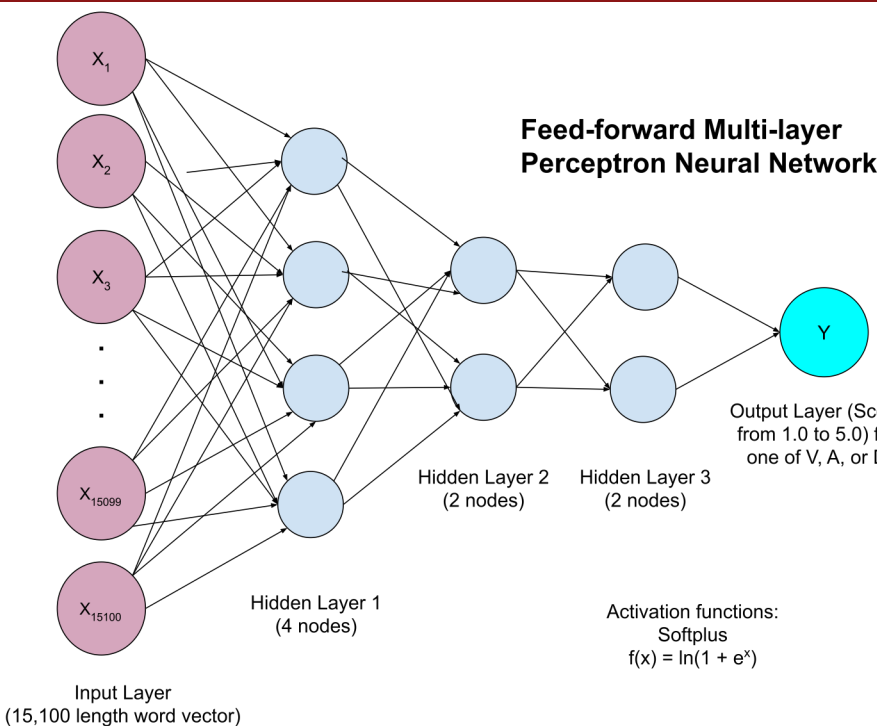 X1
X2
X3
X15099
X15100
Feed-forward Multi-layer
Perceptron Neural Network
Y
Output Layer
from 1.0 to 5.0)
one of V, A, or
Hidden Layer 2
(2 nodes)
Hidden Layer 3
(2 nodes)
Hidden Layer 1
(4 nodes)
Activation functions:
Softplus
f(x) = ln(1 + eˣ)
Input Layer
(15,100 length word vector)